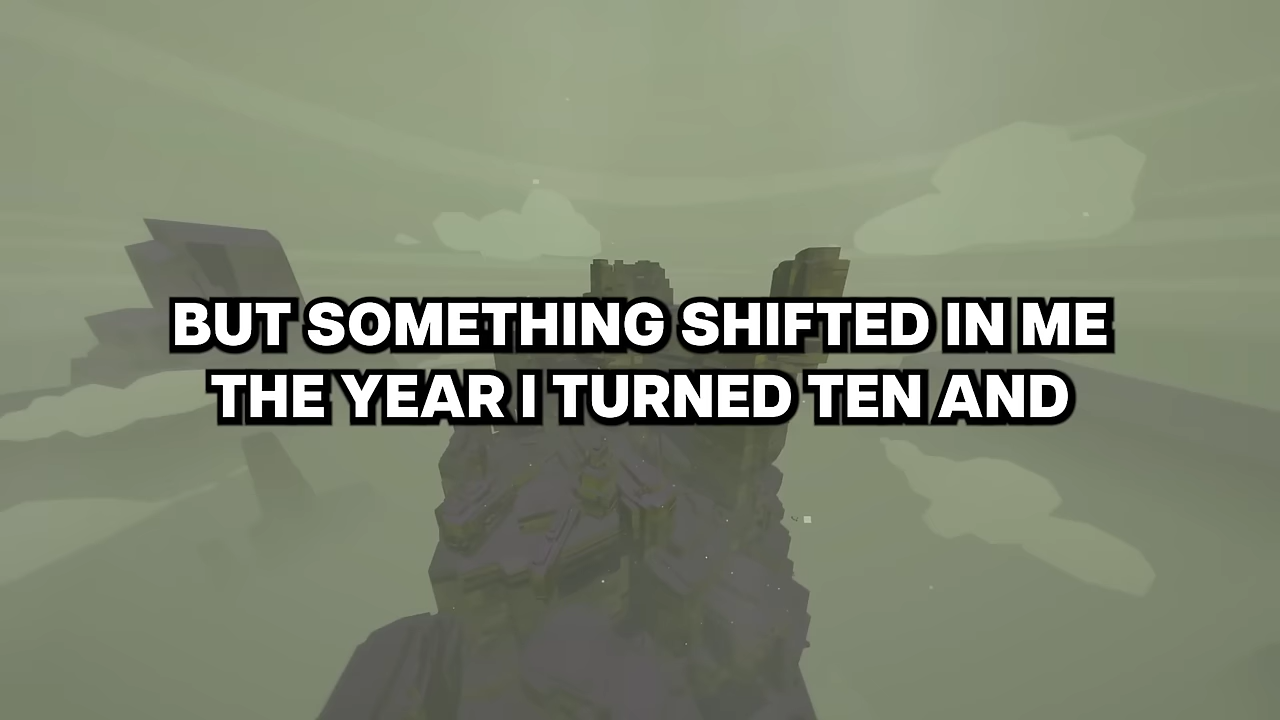 BUT SOMETHING SHIFTED IN ME
THE YEAR I TURNED TEN AND